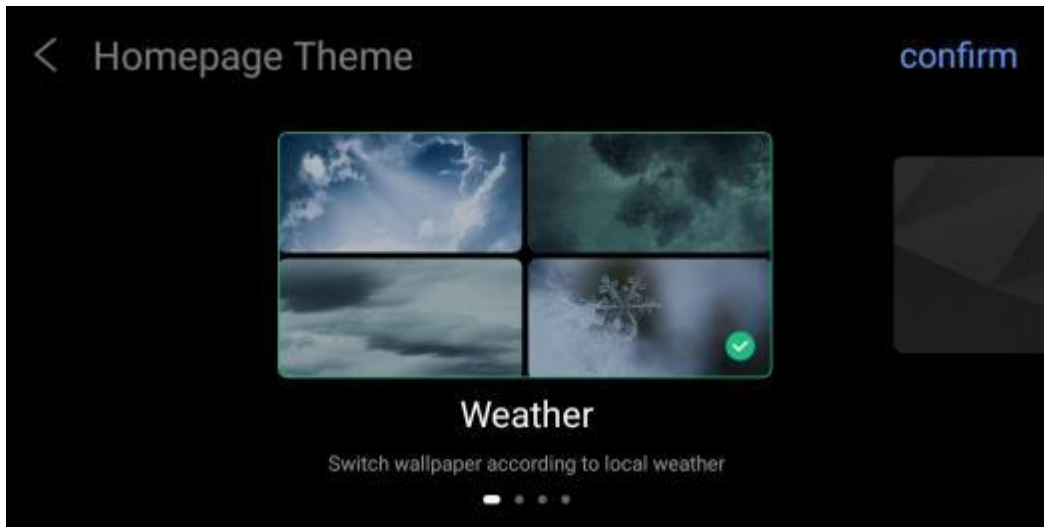 Homepage Theme
confirm
Weather
Switch wallpaper according to local weather